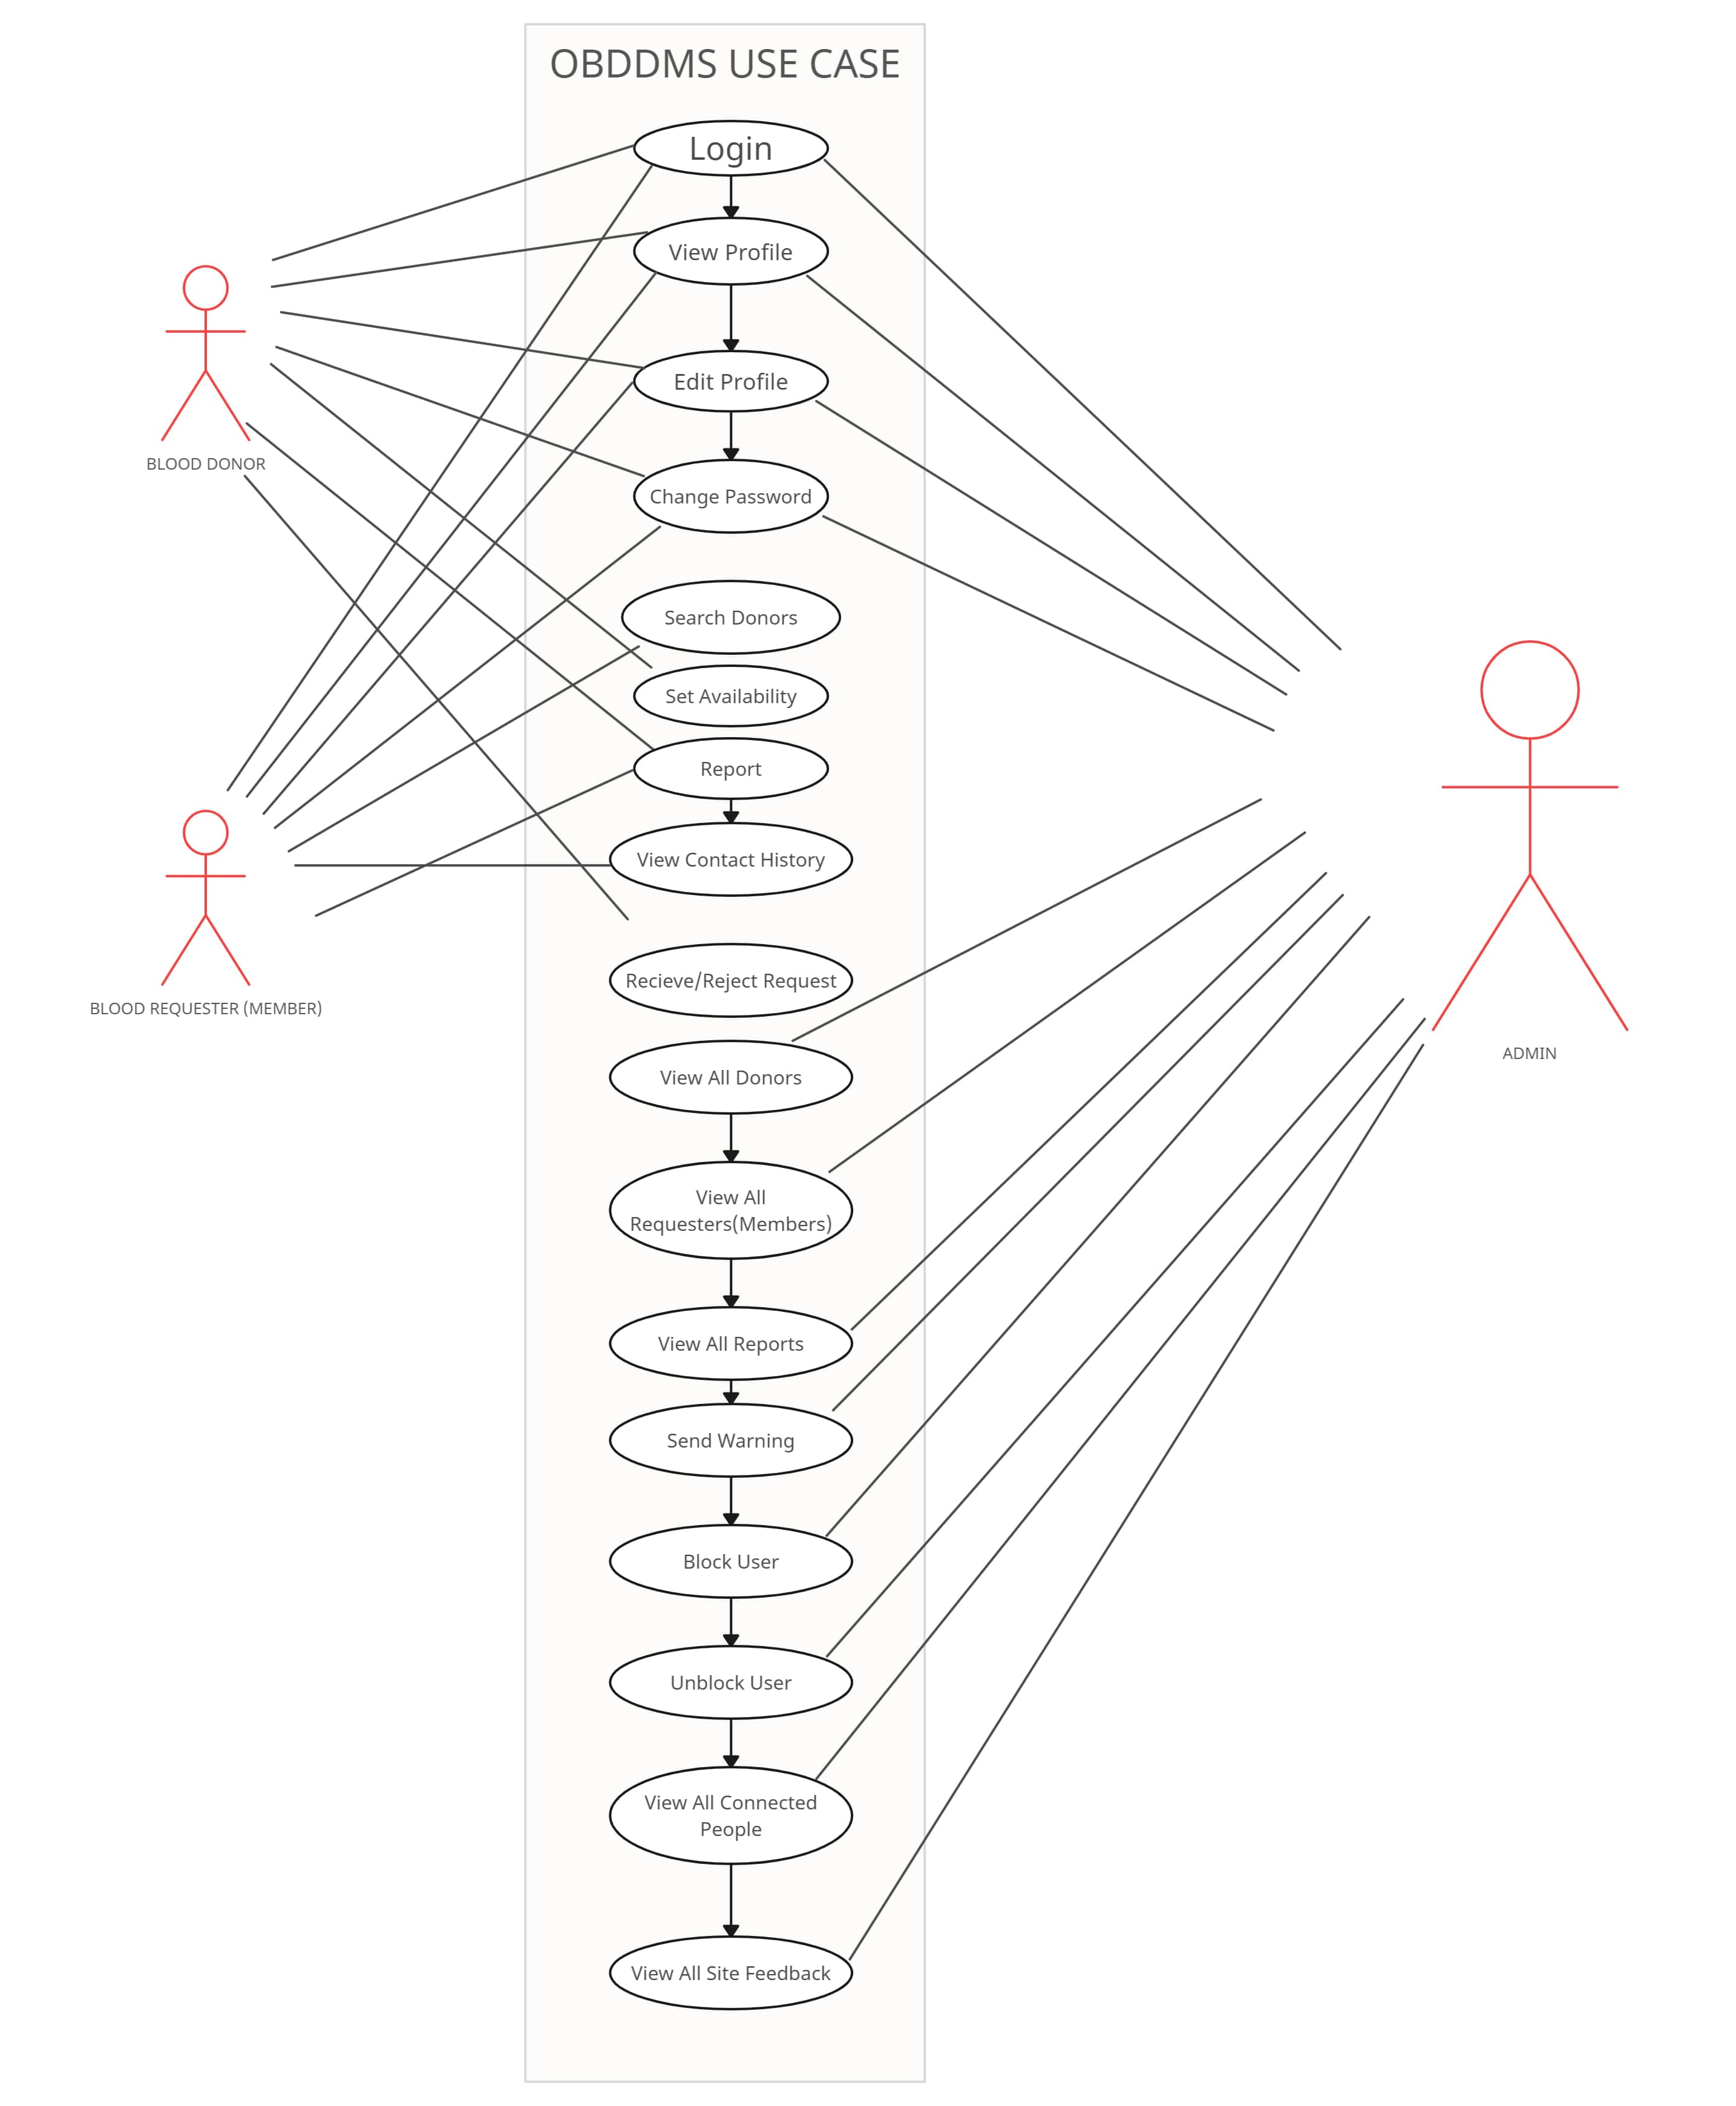 OBDDMS USE CASE
Login
View Profile
Edit Profile
BLOOD DONOR
Change Password
Search Donors
Set Availability
Report
View Contact History
Recieve/Reject Request
BLOOD REQUESTER (MEMBER)
ADMIN
View All Donors
View All
Requesters(Members)
View All Reports
Send Warning
Block User
Unblock User
View All Connected
People
View All Site Feedback